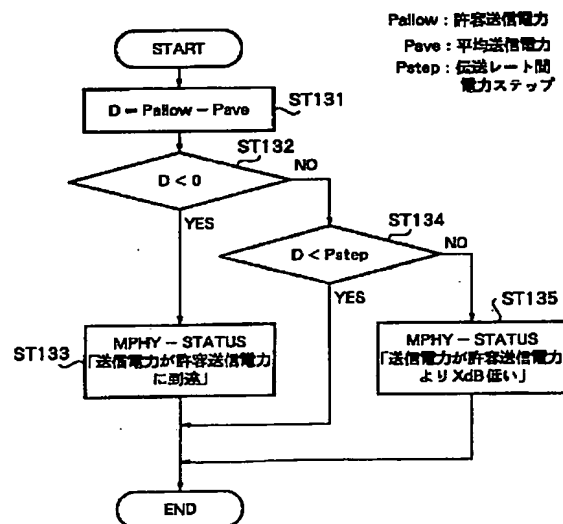 Pallow：許容送信電力
Pave：平均送信電力
Pstep：伝送レート間
電力ステップ
START
D＝Pallow－Pave
ST131
D＜0
ST132
NO
YES
D＜Pstep
ST134
NO
YES
ST133
MPHY－STATUS
「送信電力が許容送信電力
に到達」
ST135
MPHY－STATUS
「送信電力が許容送信電力
よりXdB低い」
END